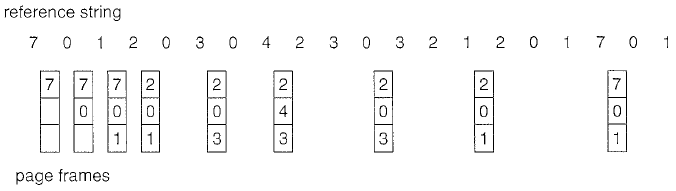 reference string
7 0 1 2 0 3 0 4 2 3 0 3 2 1 2 0 1 7 0 1
7 7 7 2 2 2 2 2 7
0 0 0 0 4 0 0 0
1 1 3 3 3 1 1
page frames